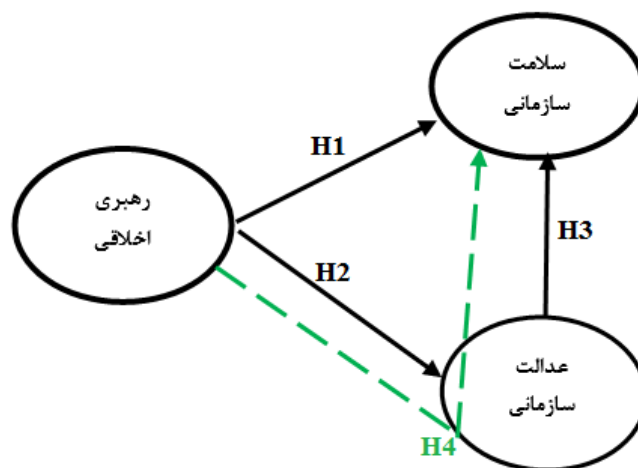 سلامت
سازمانی
H1
رهبری
اخلاقی
H3
H2
عدالت
سازمانی
H4